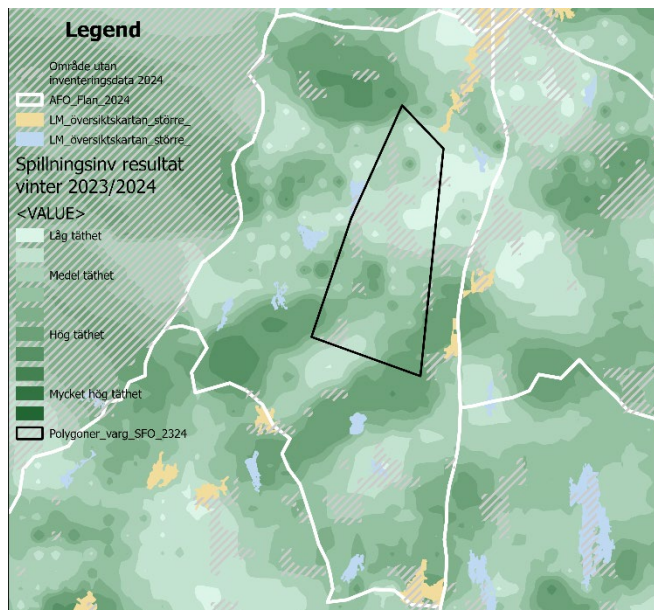 Legend
Område utan
inventeringsdata 2024
AFO_Flan_2024
LM_översiktskartan_större_
LM_översiktskartan_större_
Spillningsinv resultat
vinter 2023/2024
<VALUE>
Låg täthet
Medel täthet
Hög täthet
Mycket hög täthet
Polygoner_varg_SFO_2324